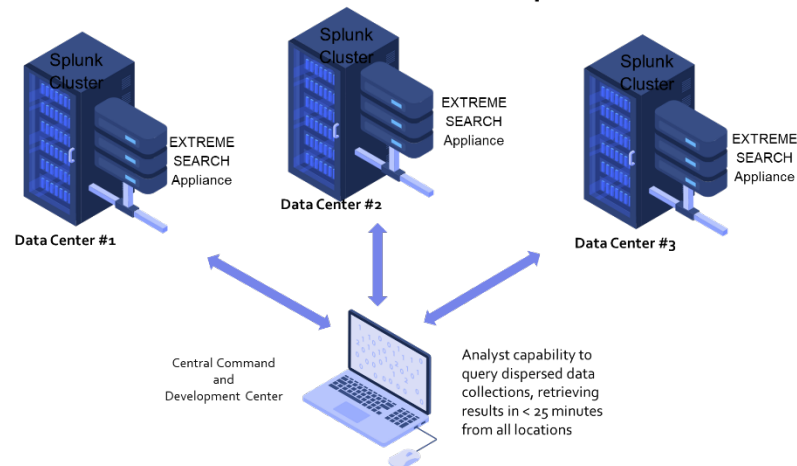 Splunk
Cluster
EXTREME
SEARCH
Appliance
Data Center #1
Splunk
Cluster
EXTREME
SEARCH
Appliance
Data Center #2
Splunk
Cluster
EXTREME
SEARCH
Appliance
Data Center #3
Central Command
and
Development Center
Analyst capability to
query dispersed data
collections, retrieving
results in < 25 minutes
from all locations